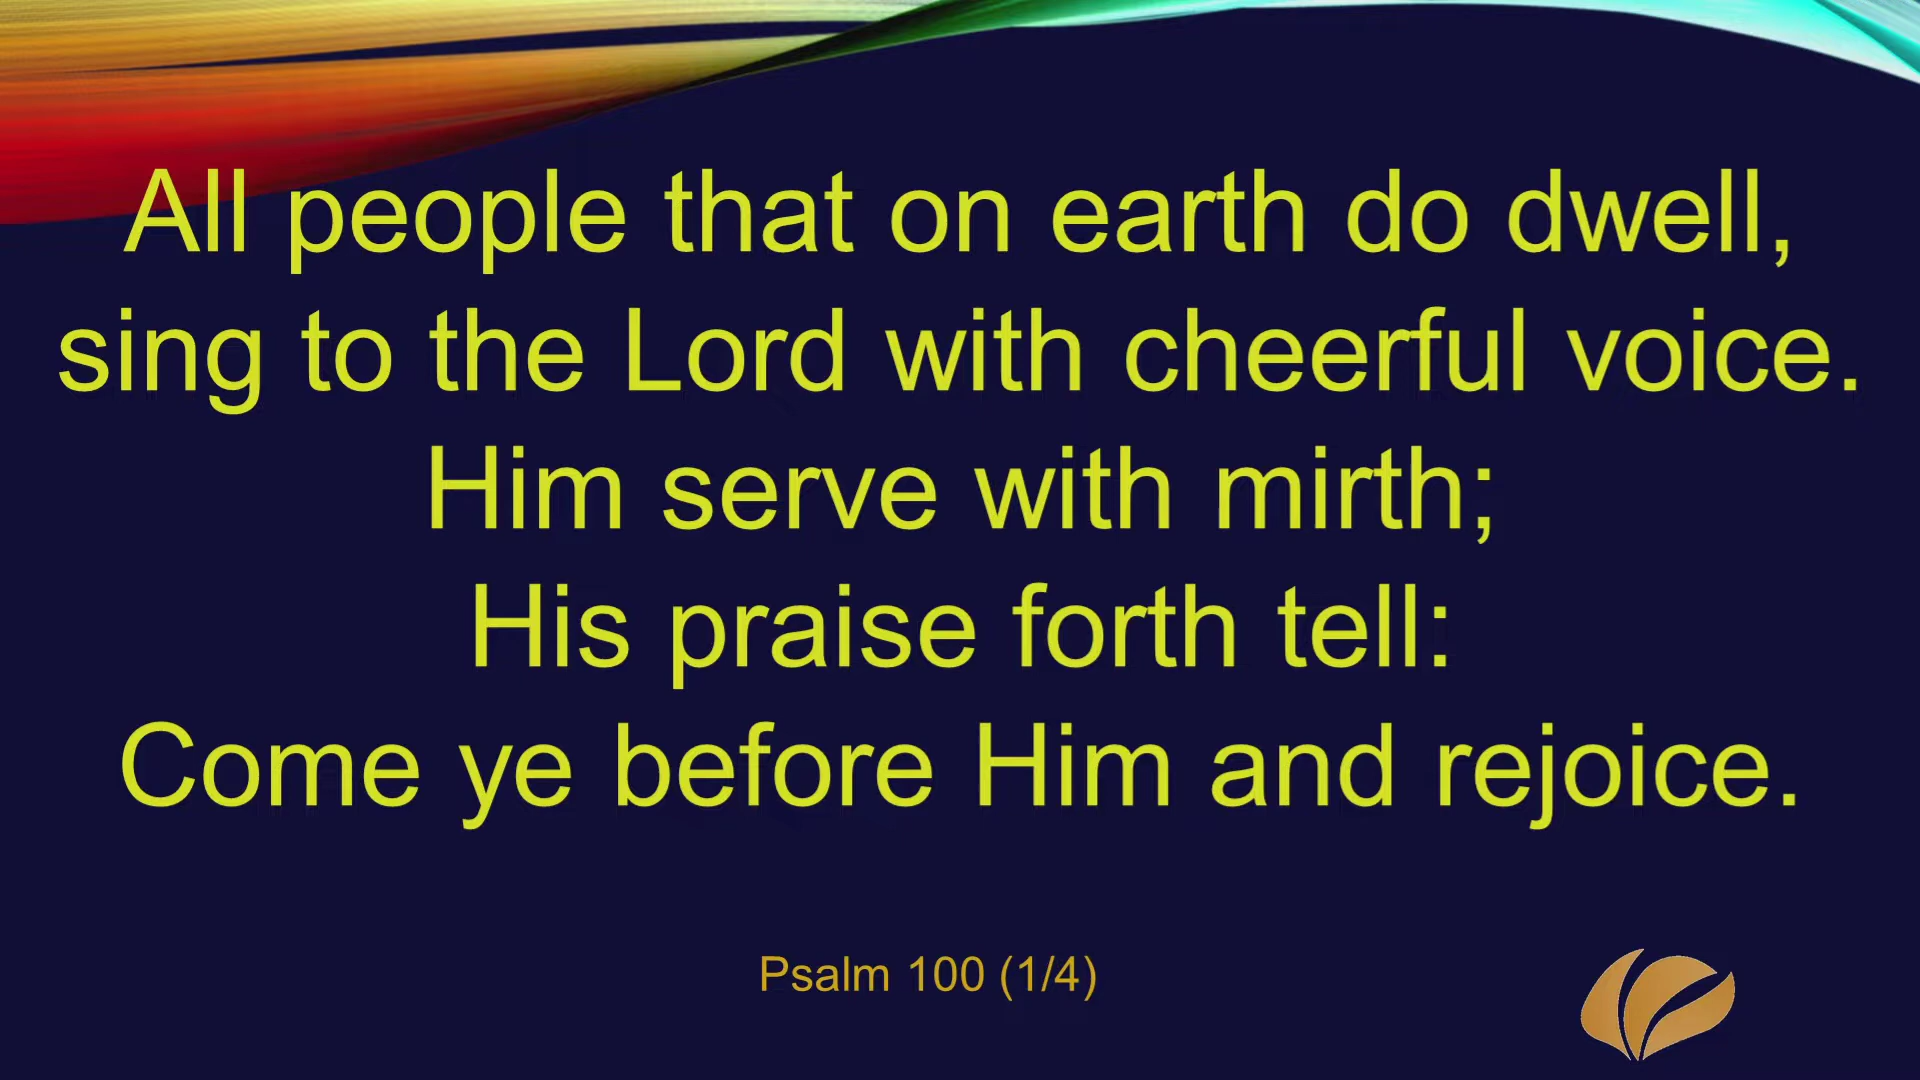 All people that on earth do dwell,
sing to the Lord with cheerful voice.
Him serve with mirth;
His praise forth tell:
Come ye before Him and rejoice.
Psalm 100 (1/4)